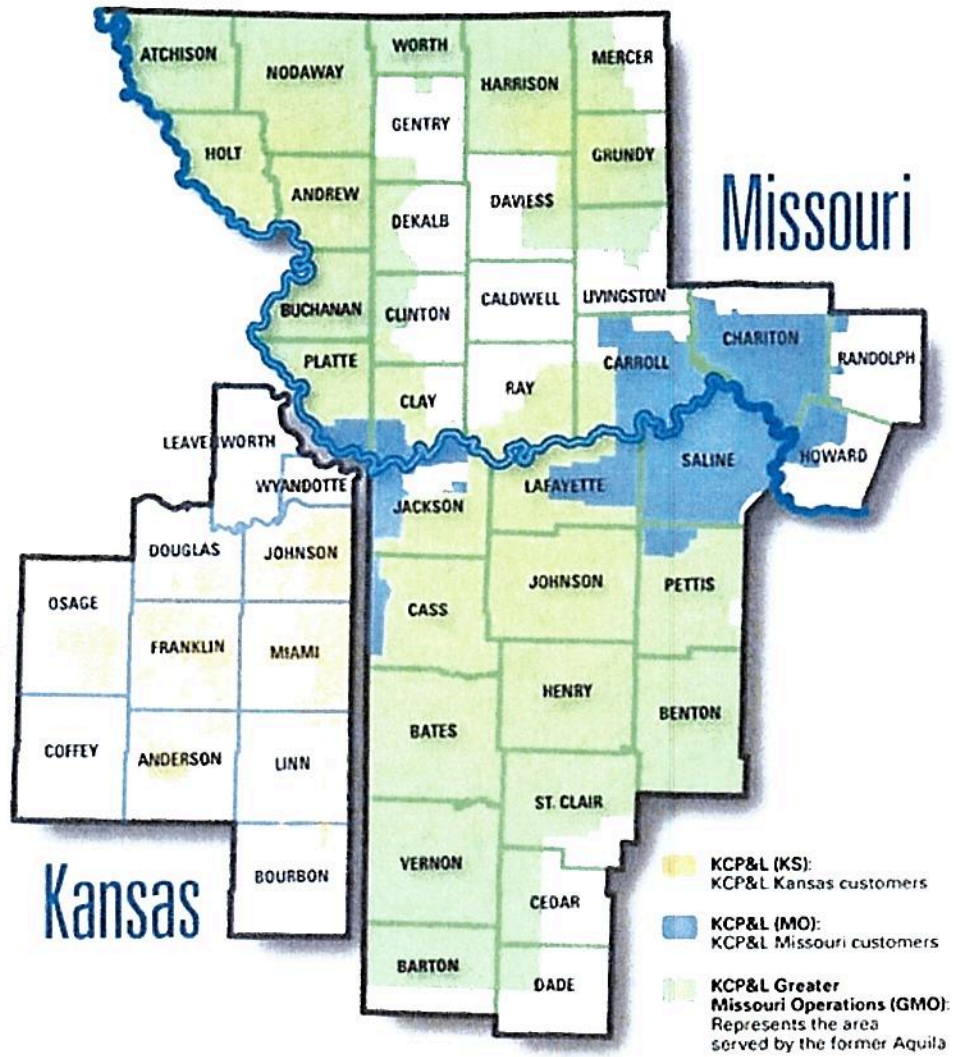 ATCHISON
NODAWAY
WORTH
HARRISON
MERCER
GENTRY
HOLT
ANDREW
DEKALB
DAVIESS
GRUNDY
Missouri
BUCHANAN
CLINTON
CALDWELL
LIVINGSTON
CHARITON
RANDOLPH
PLATTE
CLAY
RAY
CARROLL
LEAVENWORTH
WYANDOTTE
JACKSON
LAFAYETTE
SALINE
HOWARD
DOUGLAS
JOHNSON
OSAGE
FRANKLIN
MIAMI
CASS
JOHNSON
PETTIS
COFFEY
ANDERSON
LINN
BATES
HENRY
BENTON
ST. CLAIR
BOURBON
VERNON
CEDAR
BARTON
DADE
Kansas
KCP&L (KS):
KCP&L Kansas customers
KCP&L (MO):
KCP&L Missouri customers
KCP&L Greater
Missouri Operations (GMO):
Represents the area
served by the former Aquila